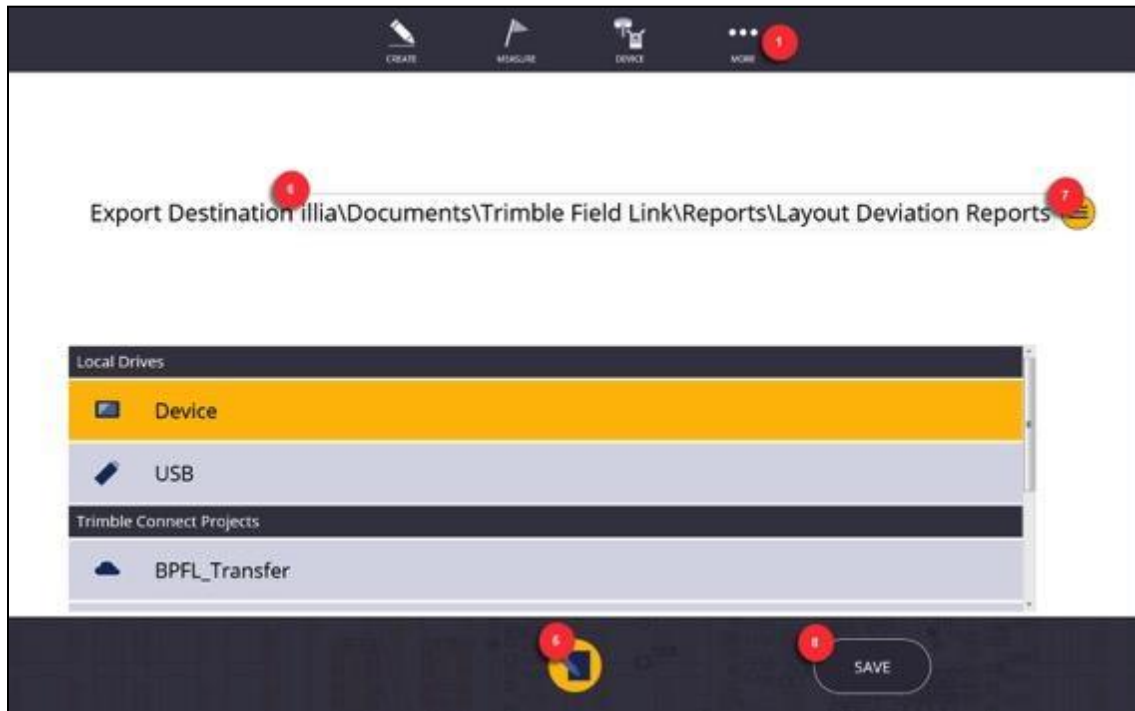 CREATE MEASURE DEVICE MORE 1
6 7
Export Destination illia\Documents\Trimble Field Link\Reports\Layout Deviation Reports
Local Drives
Device
USB
Trimble Connect Projects
BPFL_Transfer
8
SAVE